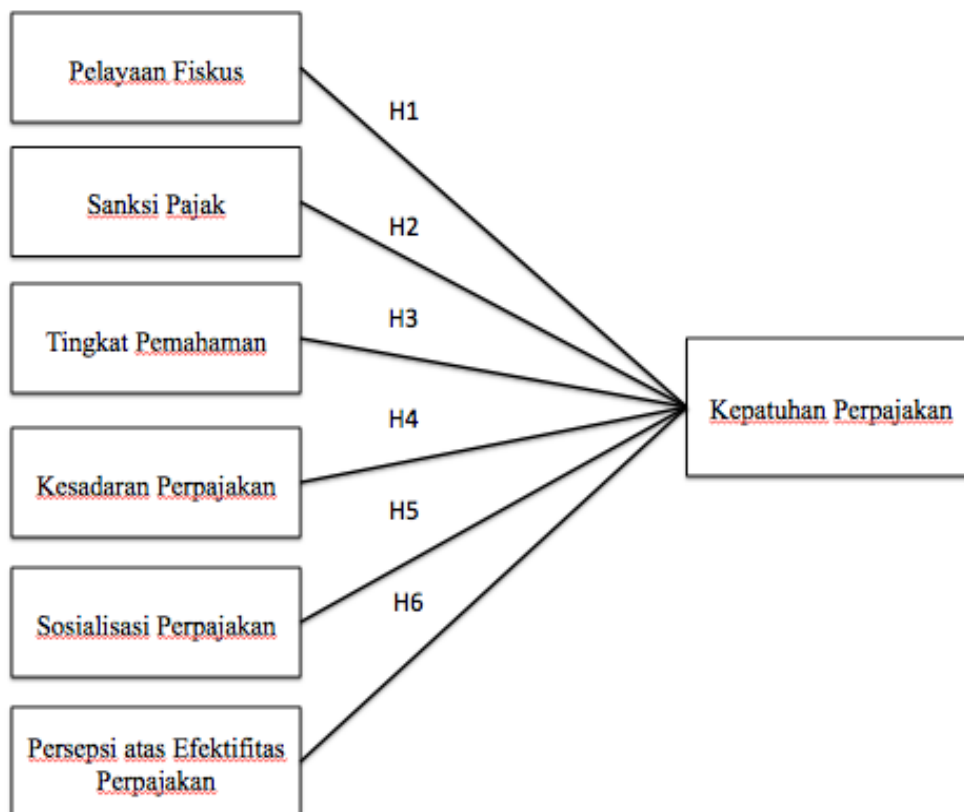 Pelayaan Fiskus
H1
Sanksi Pajak
H2
Tingkat Pemahaman
H3
Kepatuhan Perpajakan
H4
Kesadaran Perpajakan
H5
Sosialisasi Perpajakan
H6
Persepsi atas Efektifitas
Perpajakan